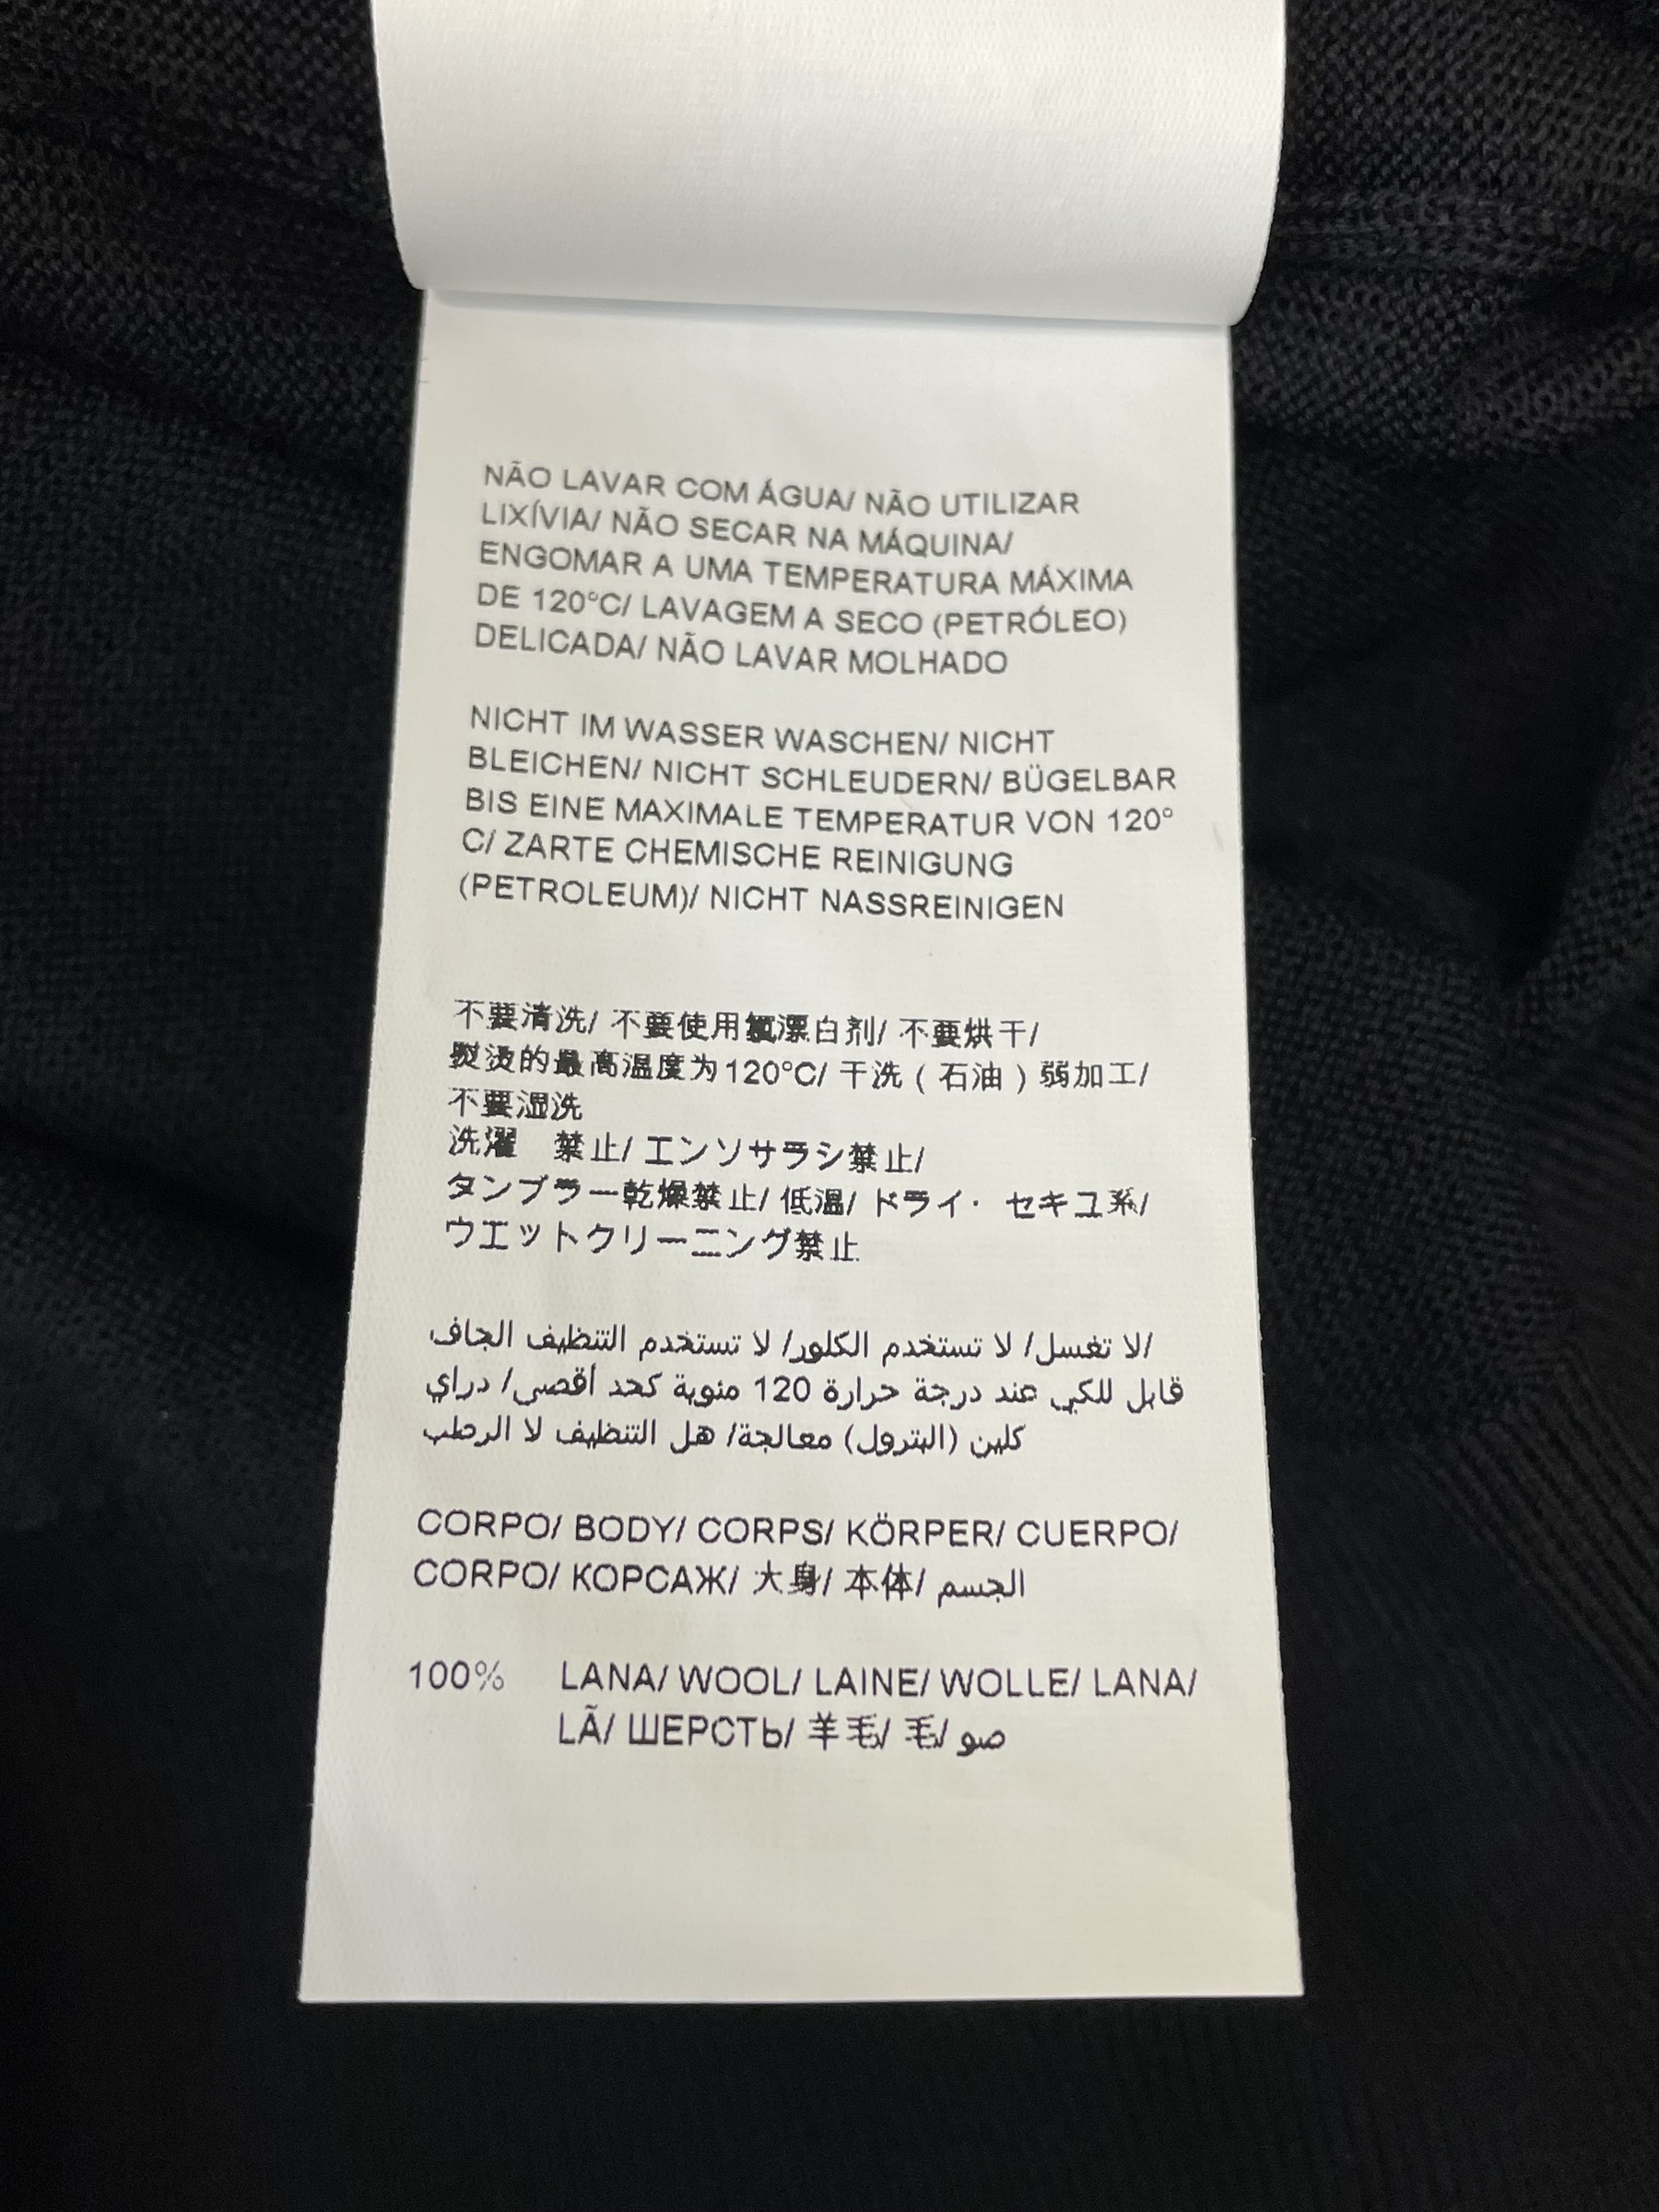 NÃO LAVAR COM ÁGUA/ NÃO UTILIZAR
LIXÍVIA/ NÃO SECAR NA MÁQUINA/
ENGOMAR A UMA TEMPERATURA MÁXIMA
DE 120°C/ LAVAGEM A SECO (PETRÓLEO)
DELICADA/ NÃO LAVAR MOLHADO
NICHT IM WASSER WASCHEN/ NICHT
BLEICHEN/ NICHT SCHLEUDERN/ BÜGELBAR
BIS EINE MAXIMALE TEMPERATUR VON 120°
C/ ZARTE CHEMISCHE REINIGUNG
(PETROLEUM)/ NICHT NASSREINIGEN
不要清洗/ 不要使用氯漂白剂/ 不要烘干/
熨烫的最高温度为120°C/ 干洗 ( 石油 ) 弱加工/
不要湿洗
洗濯　禁止/ エンソサラシ禁止/
タンブラー乾燥禁止/ 低温/ ドライ・ セキユ系/
ウエットクリーニング禁止
لا تغسل/ لا تستخدم الكلور/ لا تستخدم التنظيف الجاف/
قابل للكي عند درجة حرارة 120 مئوية كحد أقصى/ دراي
كلين (البترول) معالجة/ هل التنظيف لا الرطب
CORPO/ BODY/ CORPS/ KÖRPER/ CUERPO/
CORPO/ КОРСАЖ/ 大身/ 本体/ الجسم
100% LANA/ WOOL/ LAINE/ WOLLE/ LANA/
LÃ/ ШЕРСТЬ/ 羊毛/ 毛/ صو